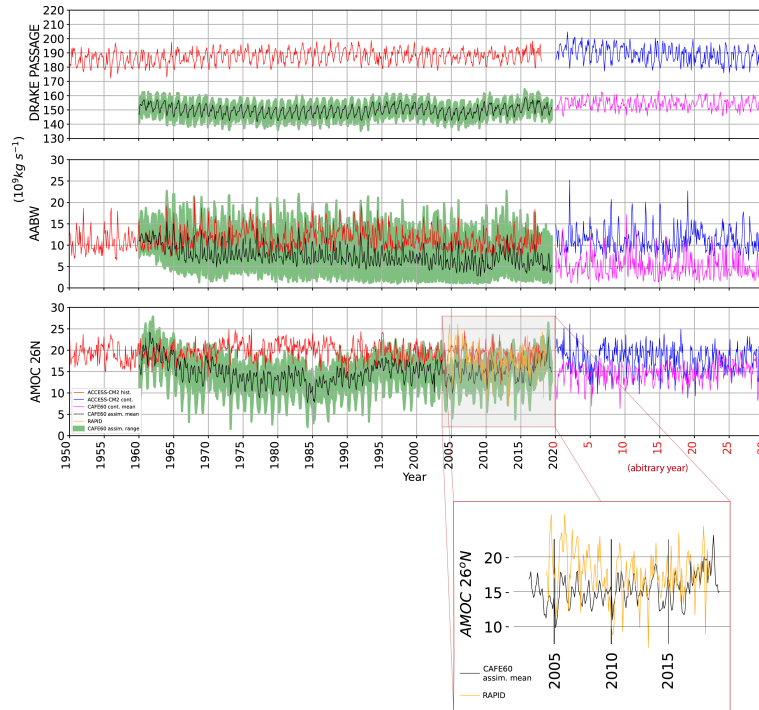 220
210
200
190
180
170
160
150
140
130
DRAKE PASSAGE
(10⁹kg s⁻¹)
30
25
20
15
10
5
0
AABW
30
25
20
15
10
5
0
AMOC 26N
ACCESS-CM2 hist.
ACCESS-CM2 cont.
CAFE60 cont. mean
CAFE60 assim. mean
RAPID
CAFE60 assim. range
1950 1955 1960 1965 1970 1975 1980 1985 1990 1995 2000 2005 2010 2015 2020 5 10 15 20 25 30
Year
(abitrary year)
AMOC 26°N
20
15
10
2005 2010 2015
CAFE60
assim. mean
RAPID